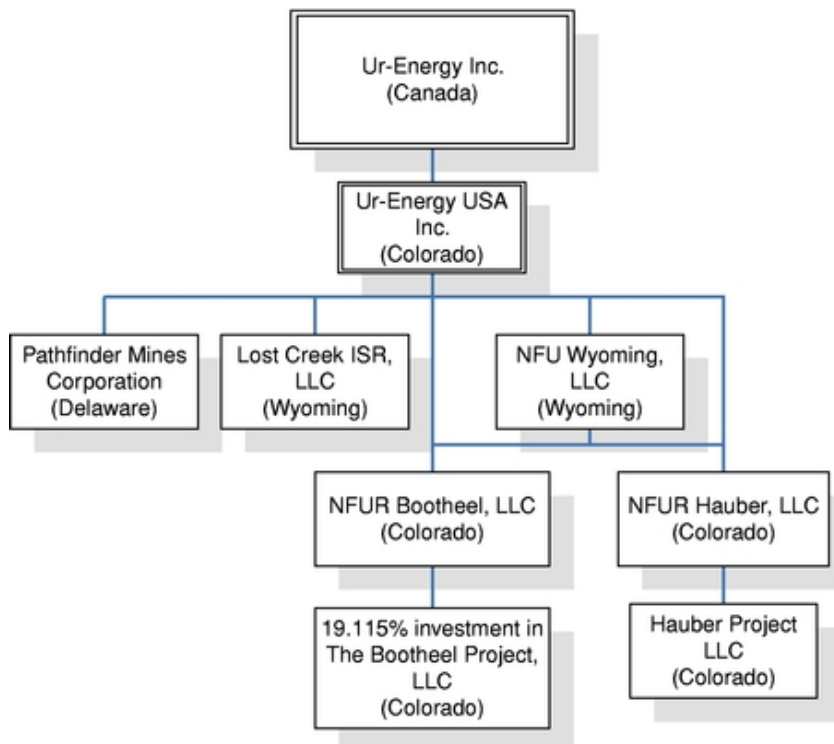 Ur-Energy Inc.
(Canada)
Ur-Energy USA
Inc.
(Colorado)
Pathfinder Mines
Corporation
(Delaware)
Lost Creek ISR,
LLC
(Wyoming)
NFU Wyoming,
LLC
(Wyoming)
NFUR Bootheel, LLC
(Colorado)
NFUR Hauber, LLC
(Colorado)
19.115% investment in
The Bootheel Project,
LLC
(Colorado)
Hauber Project
LLC
(Colorado)